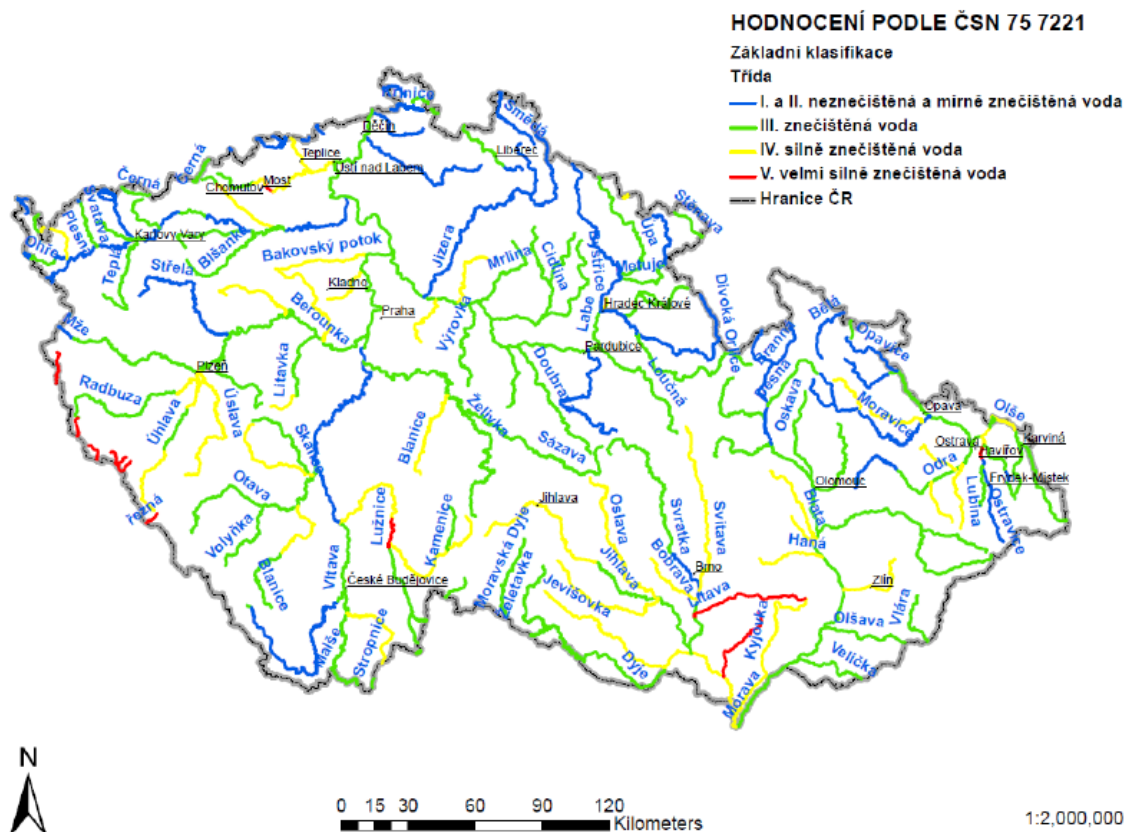 HODNOCENÍ PODLE ČSN 75 7221
Základní klasifikace
Třída
I. a II. neznečištěná a mírně znečištěná voda
III. znečištěná voda
IV. silně znečištěná voda
V. velmi silně znečištěná voda
Hranice ČR
Děčín
Smědá
Teplice
Liberec
Ústí nad Labem
Černá
Černá
Most
Chomutov
Svatava
Plesná
Stěnava
Karlovy Vary
Ohře
Teplá
Blšanka
Střela
Bakovský potok
Jizera
Mrlina
Cidlina
Bystřice
Úpa
Metuje
Kladno
Hradec Králové
Divoká Orlice
Berounka
Praha
Výrovka
Labe
Bělá
Opavice
Branná
Desná
Mže
Pardubice
Plzeň
Litavka
Doubrava
Loučná
Radbuza
Úhlava
Úslava
Skalice
Blanice
Želivka
Sázava
Oskava
Moravice
Opava
Olše
Ostrava
Karviná
Havířov
Odra
Frýdek-Místek
Lubina
Ostravice
Olomouc
Otava
řezná
Volyňka
Lužnice
Kamenice
Jihlava
Moravská Dyje
Oslava
Svratka
Svitava
Blata
Haná
Blanice
Vltava
České Budějovice
Želetavka
Jevišovka
Jihlava
Bobrava
Brno
Litava
Zlín
Vlára
Malše
Stropnice
Kyjovka
Olšava
Velička
Dyje
Morava
N
0 15 30 60 90 120
Kilometers
1:2,000,000